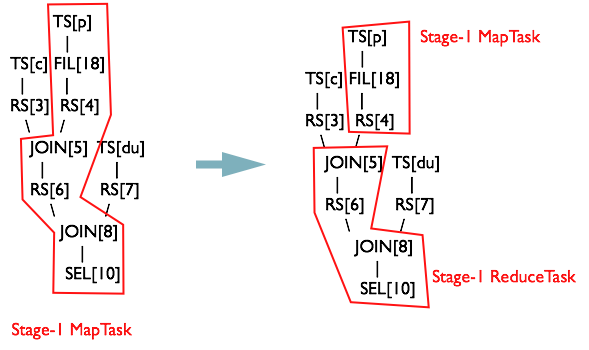 TS[p]
TS[c] FIL[18]
RS[3] RS[4]
JOIN[5] TS[du]
RS[6] RS[7]
JOIN[8]
SEL[10]
Stage-1 MapTask
TS[p] Stage-1 MapTask
TS[c] FIL[18]
RS[3] RS[4]
JOIN[5] TS[du]
RS[6] RS[7]
JOIN[8]
Stage-1 ReduceTask
SEL[10]